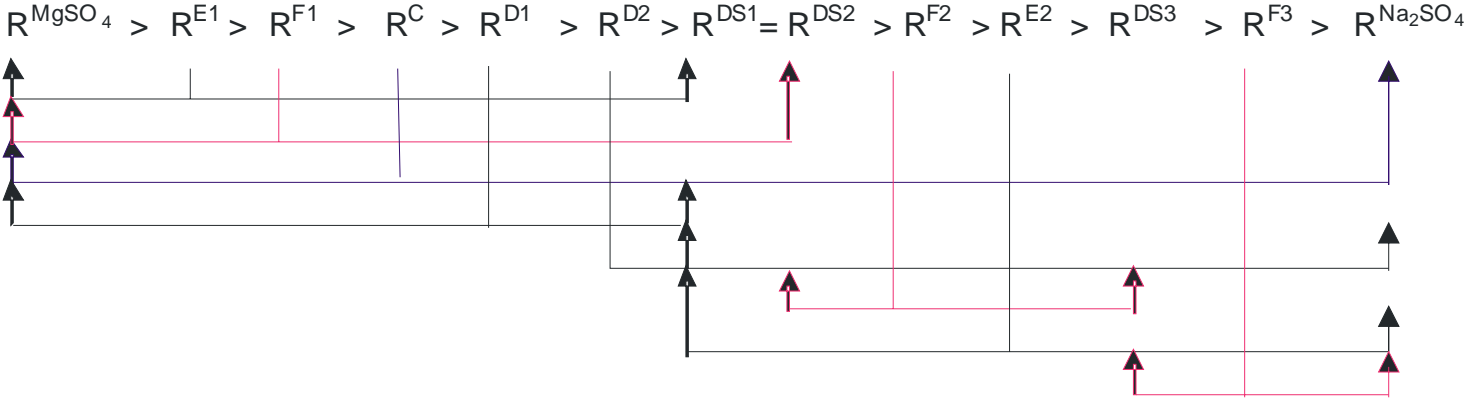 R^MgSO₄ > R^E1 > R^F1 > R^C > R^D1 > R^D2 > R^DS1 = R^DS2 > R^F2 > R^E2 > R^DS3 > R^F3 > R^Na₂SO₄